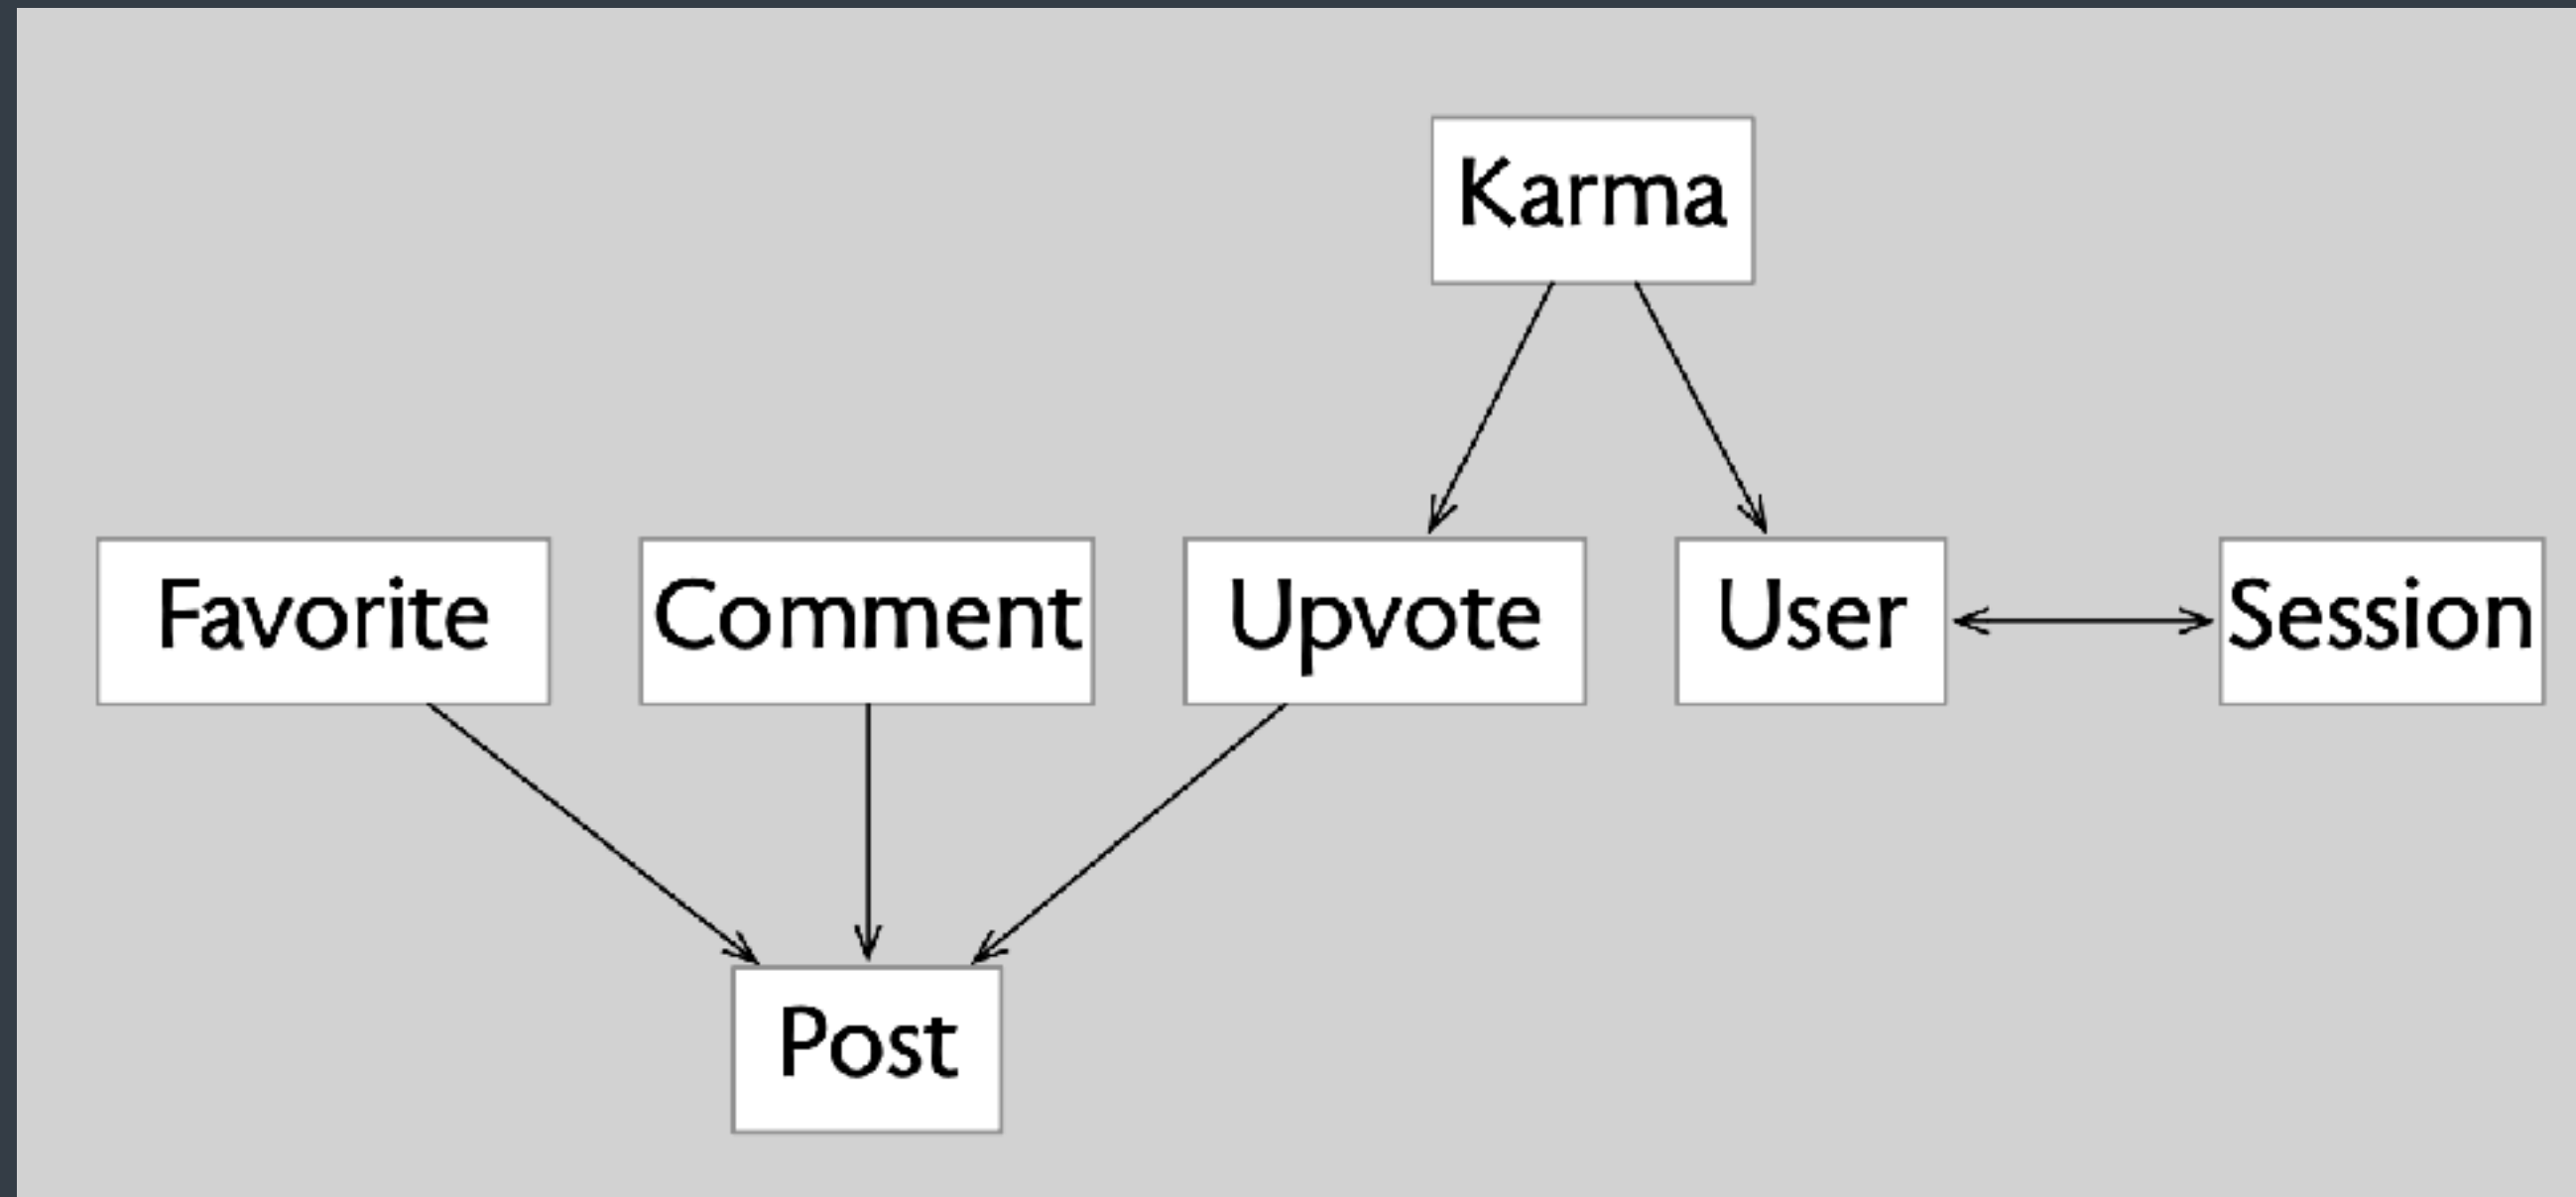 Karma
Favorite
Comment
Upvote
User
Session
Post